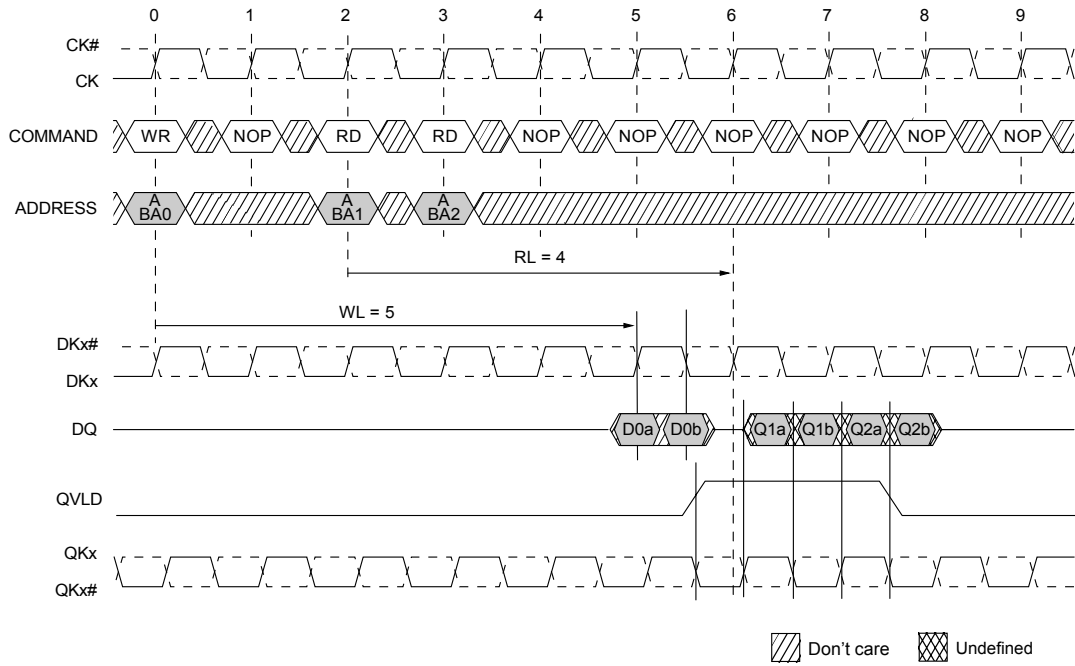 0 1 2 3 4 5 6 7 8 9
CK#
CK
COMMAND WR NOP RD RD NOP NOP NOP NOP NOP NOP
ADDRESS A BA0 A BA1 A BA2
RL = 4
WL = 5
DKx#
DKx
DQ D0a D0b Q1a Q1b Q2a Q2b
QVLD
QKx
QKx#
Don't care Undefined